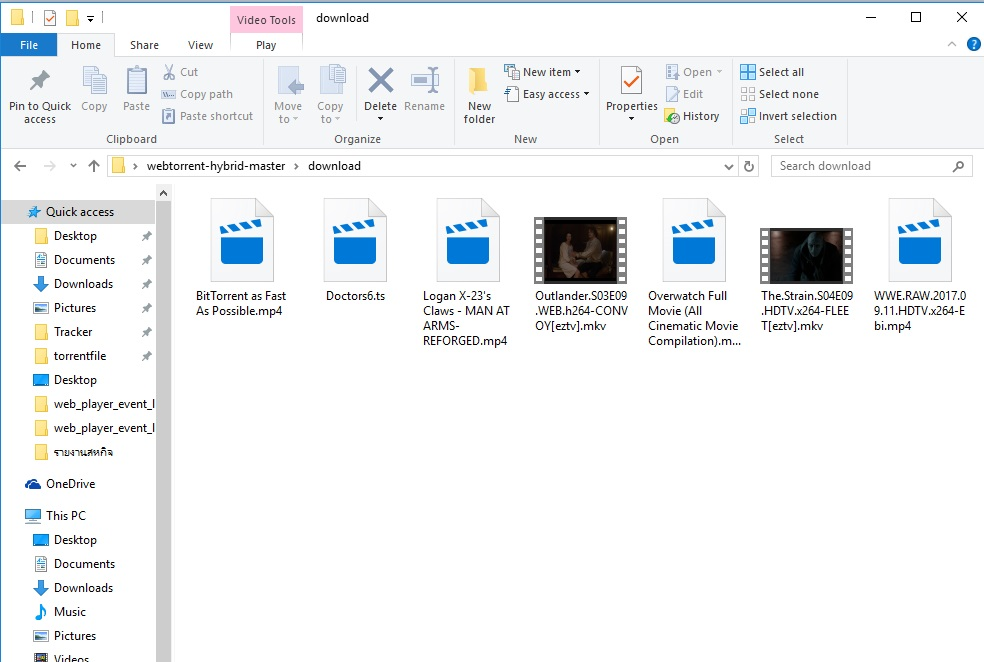 Video Tools
download
File
Home
Share
View
Play
Pin to Quick
access
Copy
Paste
Cut
Copy path
Paste shortcut
Clipboard
Move
to
Copy
to
Delete
Rename
Organize
New
folder
New item
Easy access
New
Properties
Open
Edit
History
Open
Select all
Select none
Invert selection
Select
webtorrent-hybrid-master
download
Search download
Quick access
Desktop
Documents
Downloads
Pictures
Tracker
torrentfile
Desktop
web_player_event_l
web_player_event_l
รายงานสหกิจ
OneDrive
This PC
Desktop
Documents
Downloads
Music
Pictures
Videos
BitTorrent as Fast
As Possible.mp4
Doctors6.ts
Logan X-23's
Claws - MAN AT
ARMS-
REFORGED.mp4
Outlander.S03E09
.WEB.h264-CONV
OY[eztv].mkv
Overwatch Full
Movie (All
Cinematic Movie
Compilation).m...
The.Strain.S04E09
.HDTV.x264-FLEE
T[eztv].mkv
WWE.RAW.2017.0
9.11.HDTV.x264-E
bi.mp4